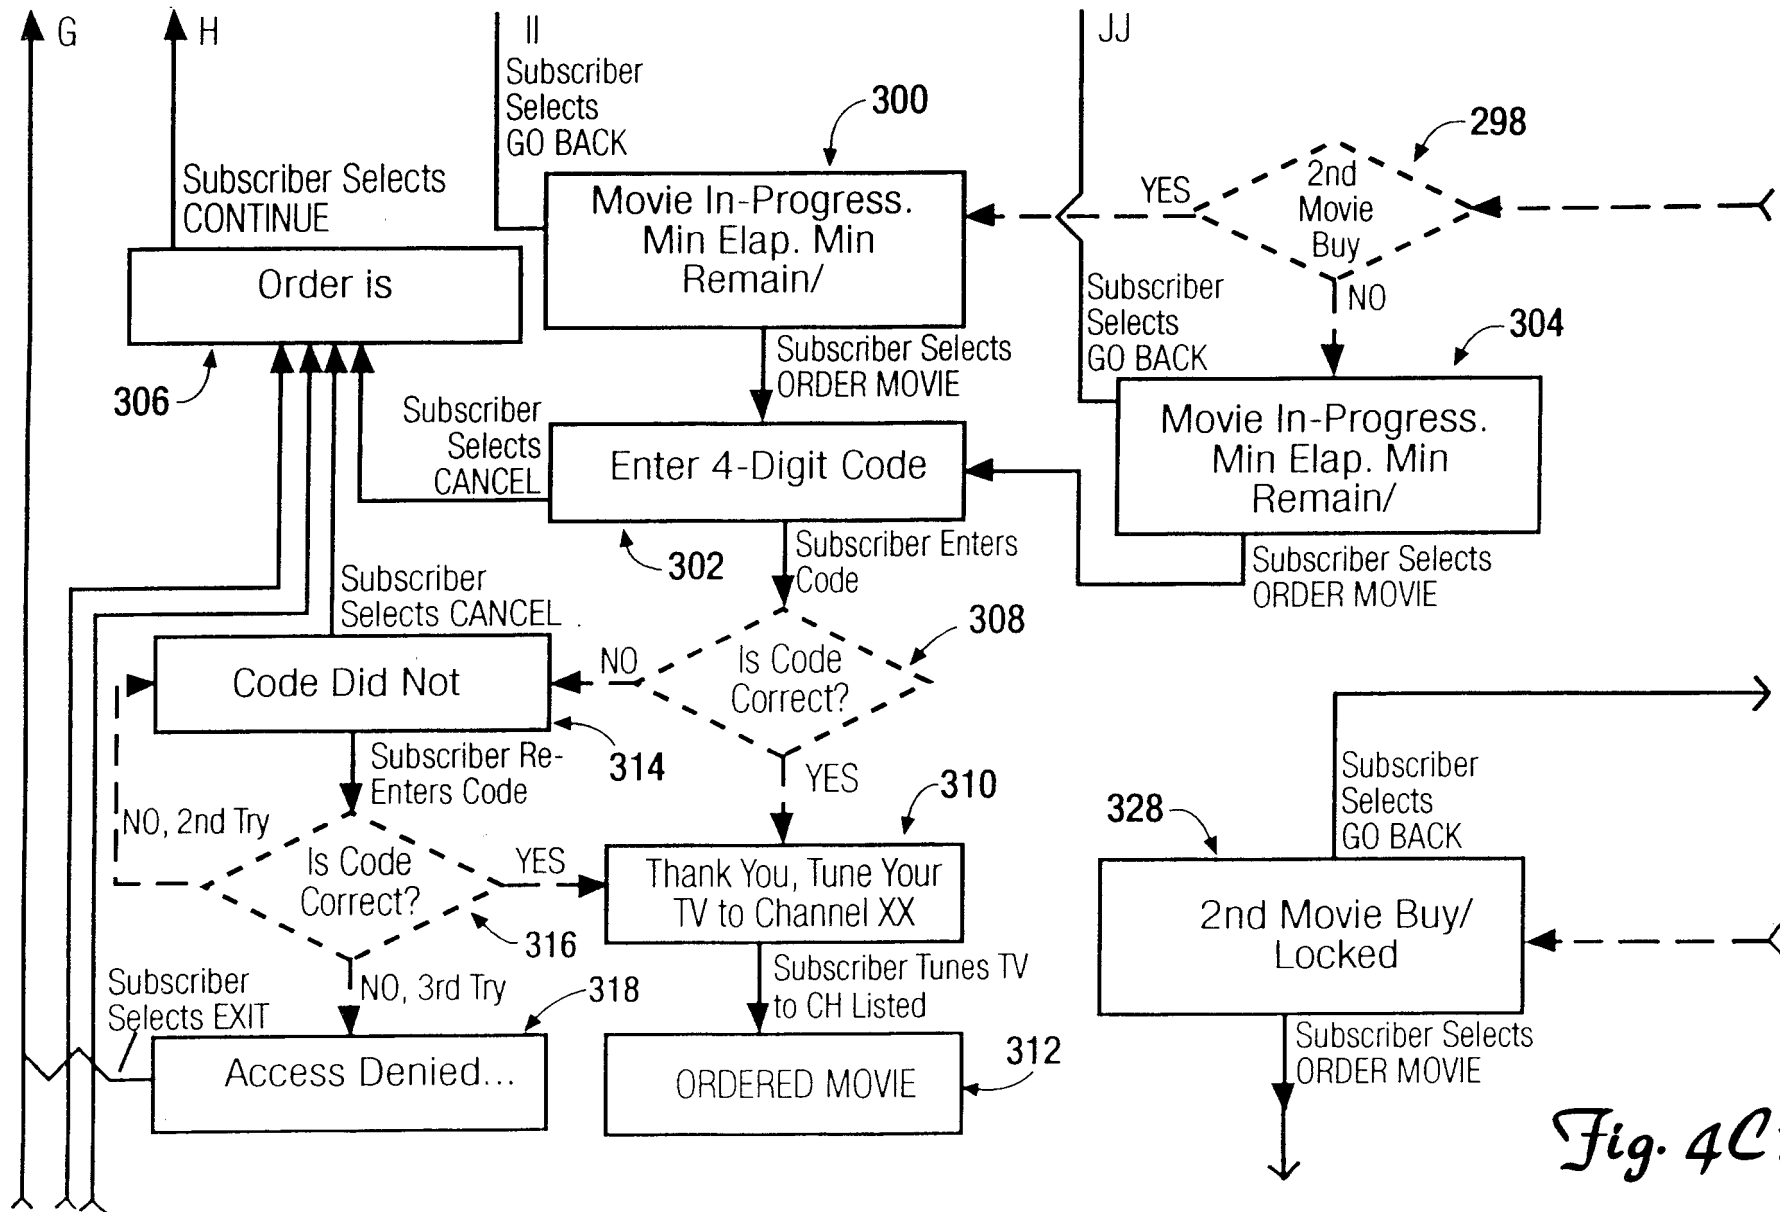 G
H
II
JJ
Subscriber
Selects
GO BACK
300
298
Subscriber Selects
CONTINUE
Movie In-Progress.
Min Elap. Min
Remain/
YES
2nd
Movie
Buy
NO
Order is
306
Subscriber
Selects
GO BACK
304
Subscriber Selects
ORDER MOVIE
Subscriber
Selects
CANCEL
Enter 4-Digit Code
302
Movie In-Progress.
Min Elap. Min
Remain/
Subscriber Enters
Code
Subscriber Selects
ORDER MOVIE
Subscriber
Selects CANCEL
308
Code Did Not
NO
Is Code
Correct?
314
Subscriber Re-
Enters Code
YES
310
NO, 2nd Try
Is Code
Correct?
YES
316
Thank You, Tune Your
TV to Channel XX
328
Subscriber
Selects
GO BACK
2nd Movie Buy/
Locked
Subscriber
Selects EXIT
NO, 3rd Try
318
Subscriber Tunes TV
to CH Listed
Access Denied...
ORDERED MOVIE
312
Subscriber Selects
ORDER MOVIE
Fig. 4C